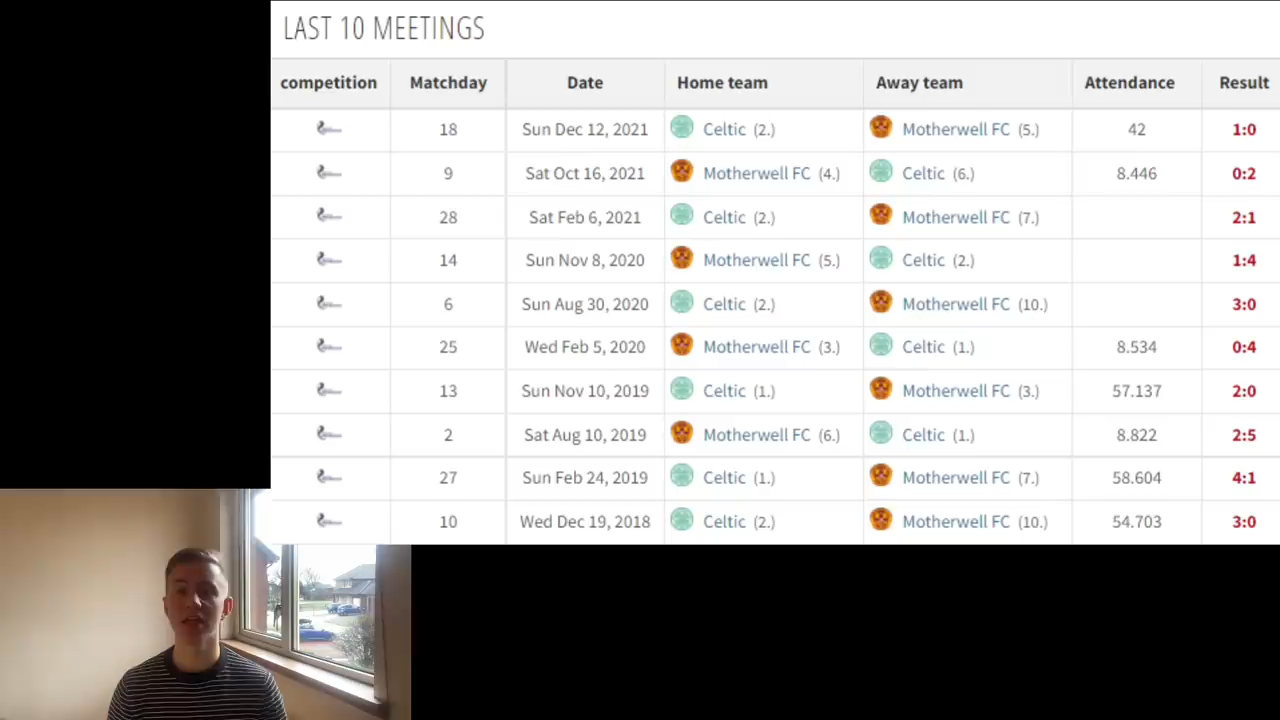 LAST 10 MEETINGS
competition Matchday Date Home team Away team Attendance Result
18 Sun Dec 12, 2021 Celtic (2.) Motherwell FC (5.) 42 1:0
9 Sat Oct 16, 2021 Motherwell FC (4.) Celtic (6.) 8.446 0:2
28 Sat Feb 6, 2021 Celtic (2.) Motherwell FC (7.) 2:1
14 Sun Nov 8, 2020 Motherwell FC (5.) Celtic (2.) 1:4
6 Sun Aug 30, 2020 Celtic (2.) Motherwell FC (10.) 3:0
25 Wed Feb 5, 2020 Motherwell FC (3.) Celtic (1.) 8.534 0:4
13 Sun Nov 10, 2019 Celtic (1.) Motherwell FC (3.) 57.137 2:0
2 Sat Aug 10, 2019 Motherwell FC (6.) Celtic (1.) 8.822 2:5
27 Sun Feb 24, 2019 Celtic (1.) Motherwell FC (7.) 58.604 4:1
10 Wed Dec 19, 2018 Celtic (2.) Motherwell FC (10.) 54.703 3:0